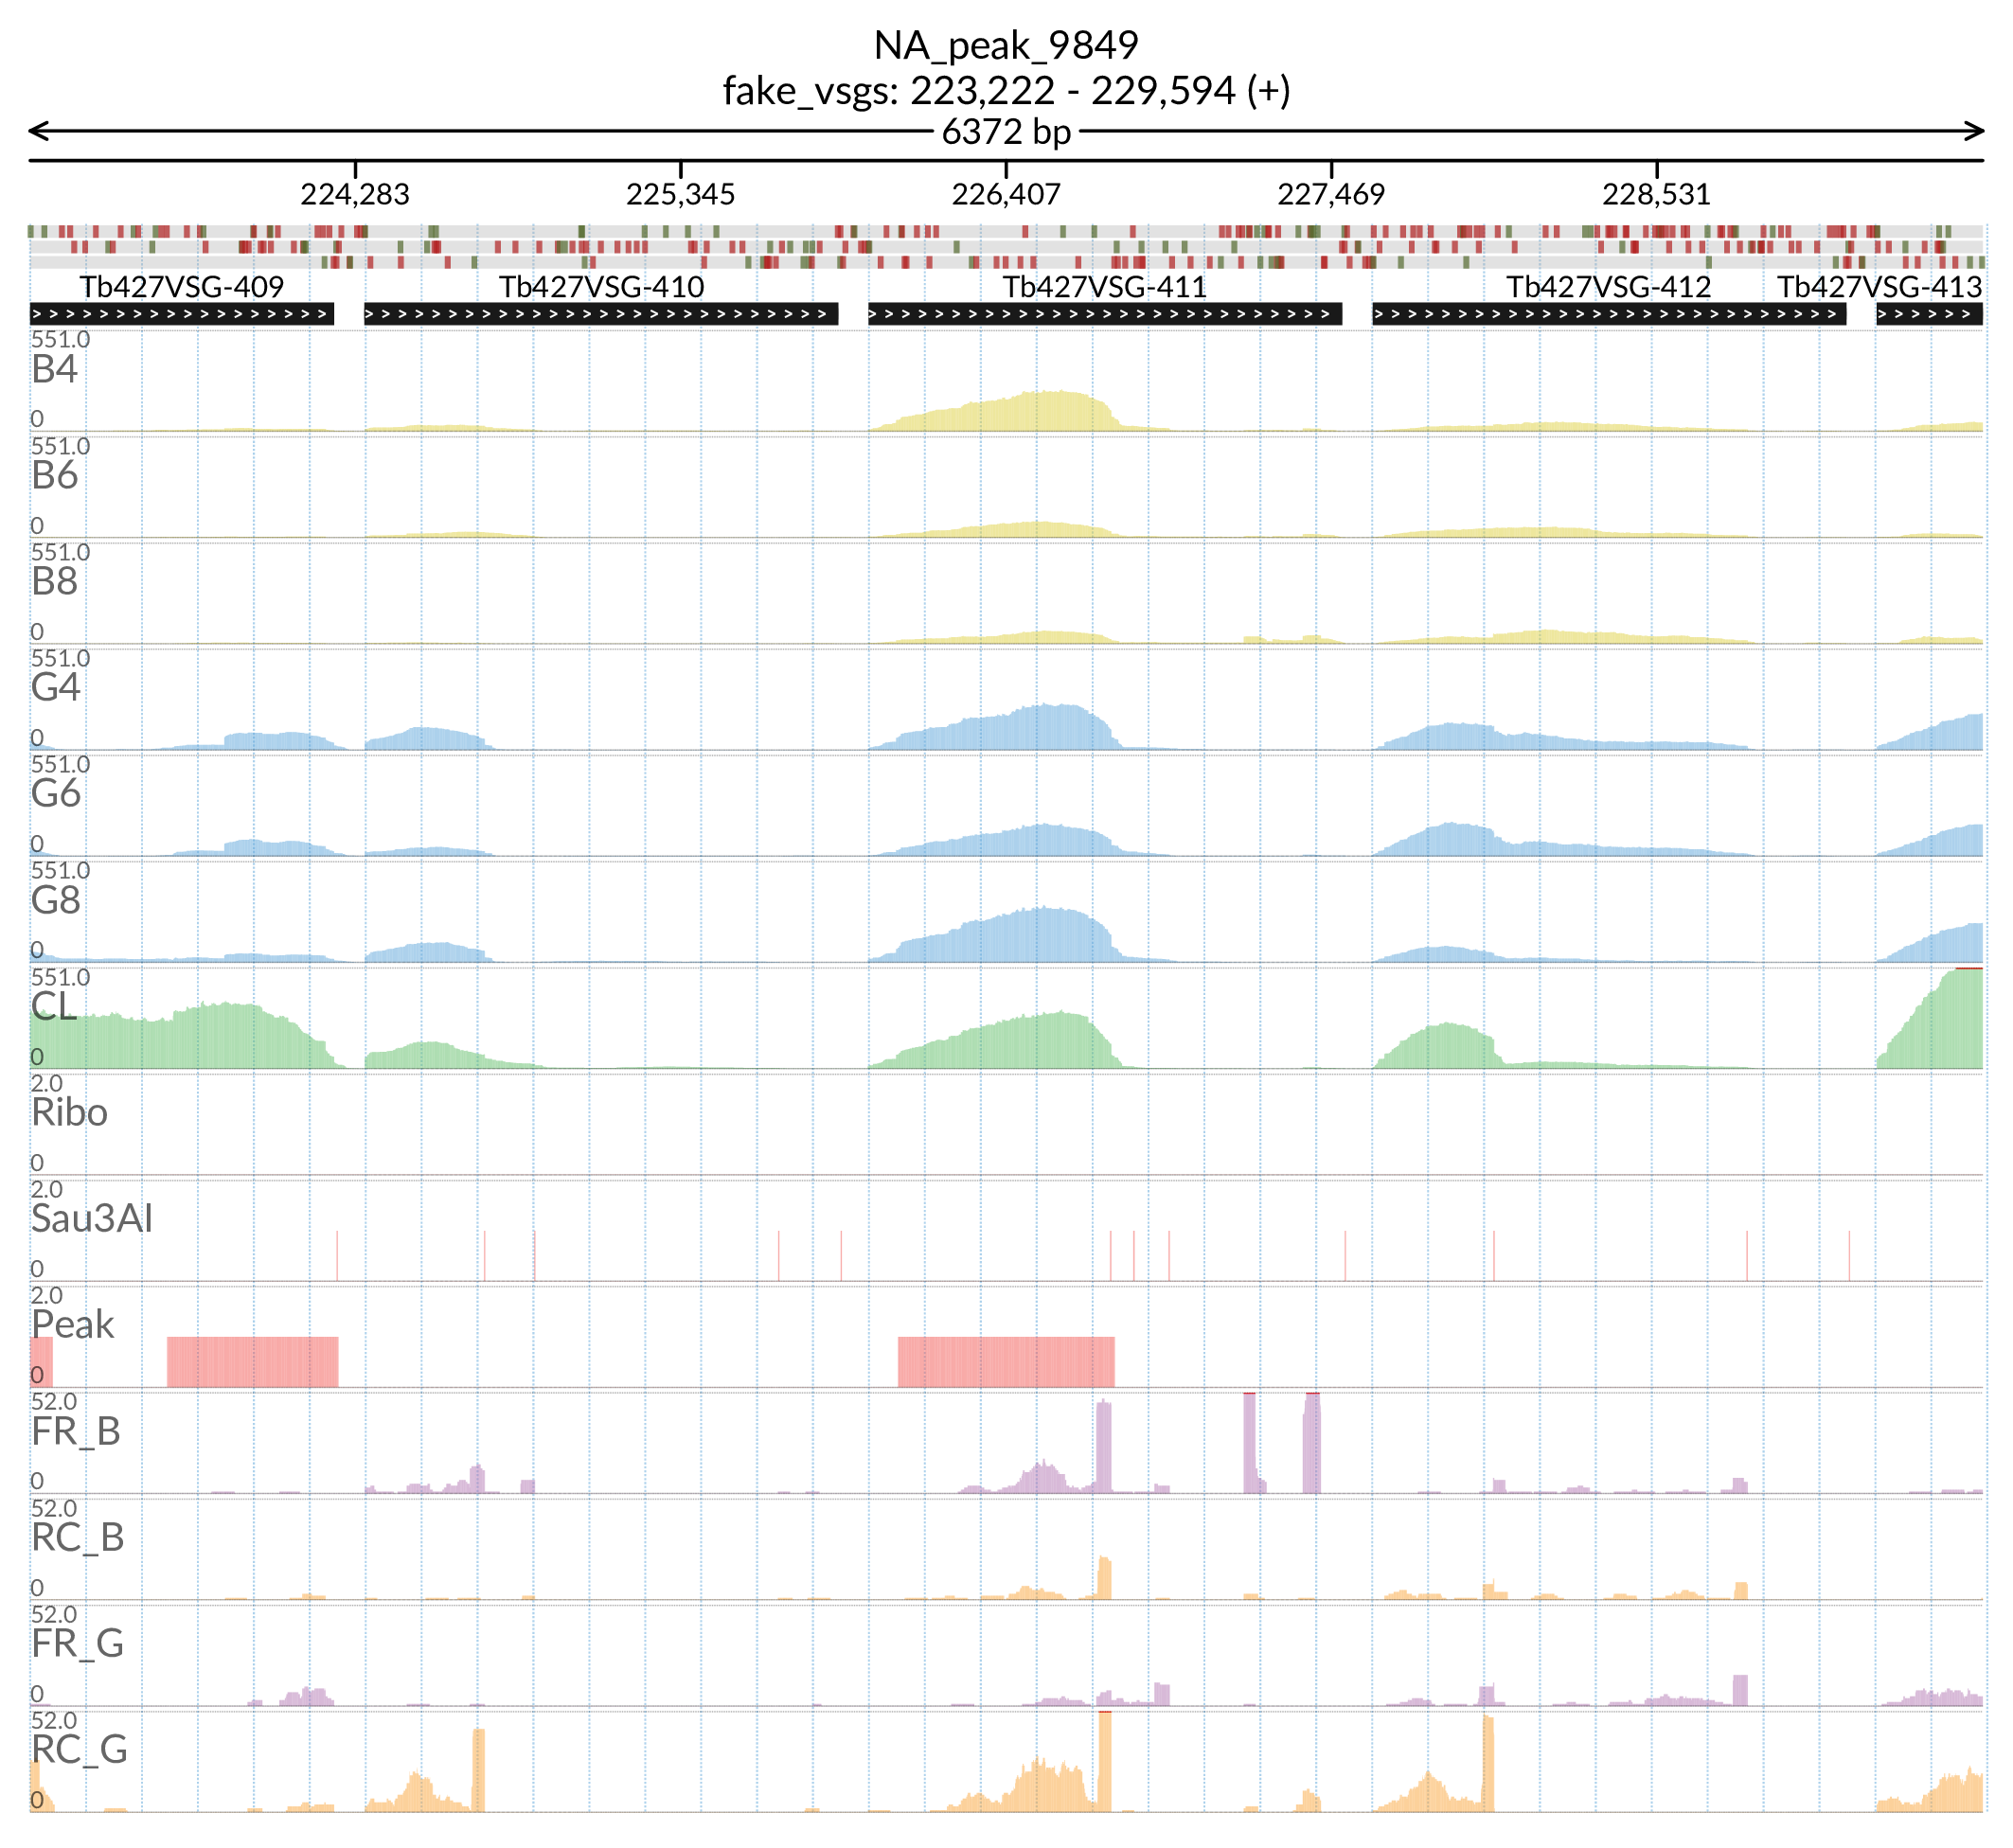 NA_peak_9849
fake_vsgs: 223,222 - 229,594 (+)
6372 bp
224,283 225,345 226,407 227,469 228,531
Tb427VSG-409 Tb427VSG-410 Tb427VSG-411 Tb427VSG-412 Tb427VSG-413
551.0
B4
0
551.0
B6
0
551.0
B8
0
551.0
G4
0
551.0
G6
0
551.0
G8
0
551.0
CL
0
2.0
Ribo
0
2.0
Sau3AI
0
2.0
Peak
0
52.0
FR_B
0
52.0
RC_B
0
52.0
FR_G
0
52.0
RC_G
0